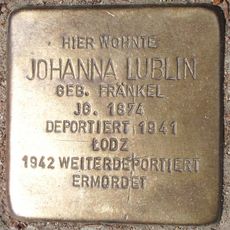 HIER WOHNTE
JOHANNA LUBLIN
GEB. FRÄNKEL
JG. 1874
DEPORTIERT 1941
ŁODZ
1942 WEITERDEPORTIERT
ERMORDET